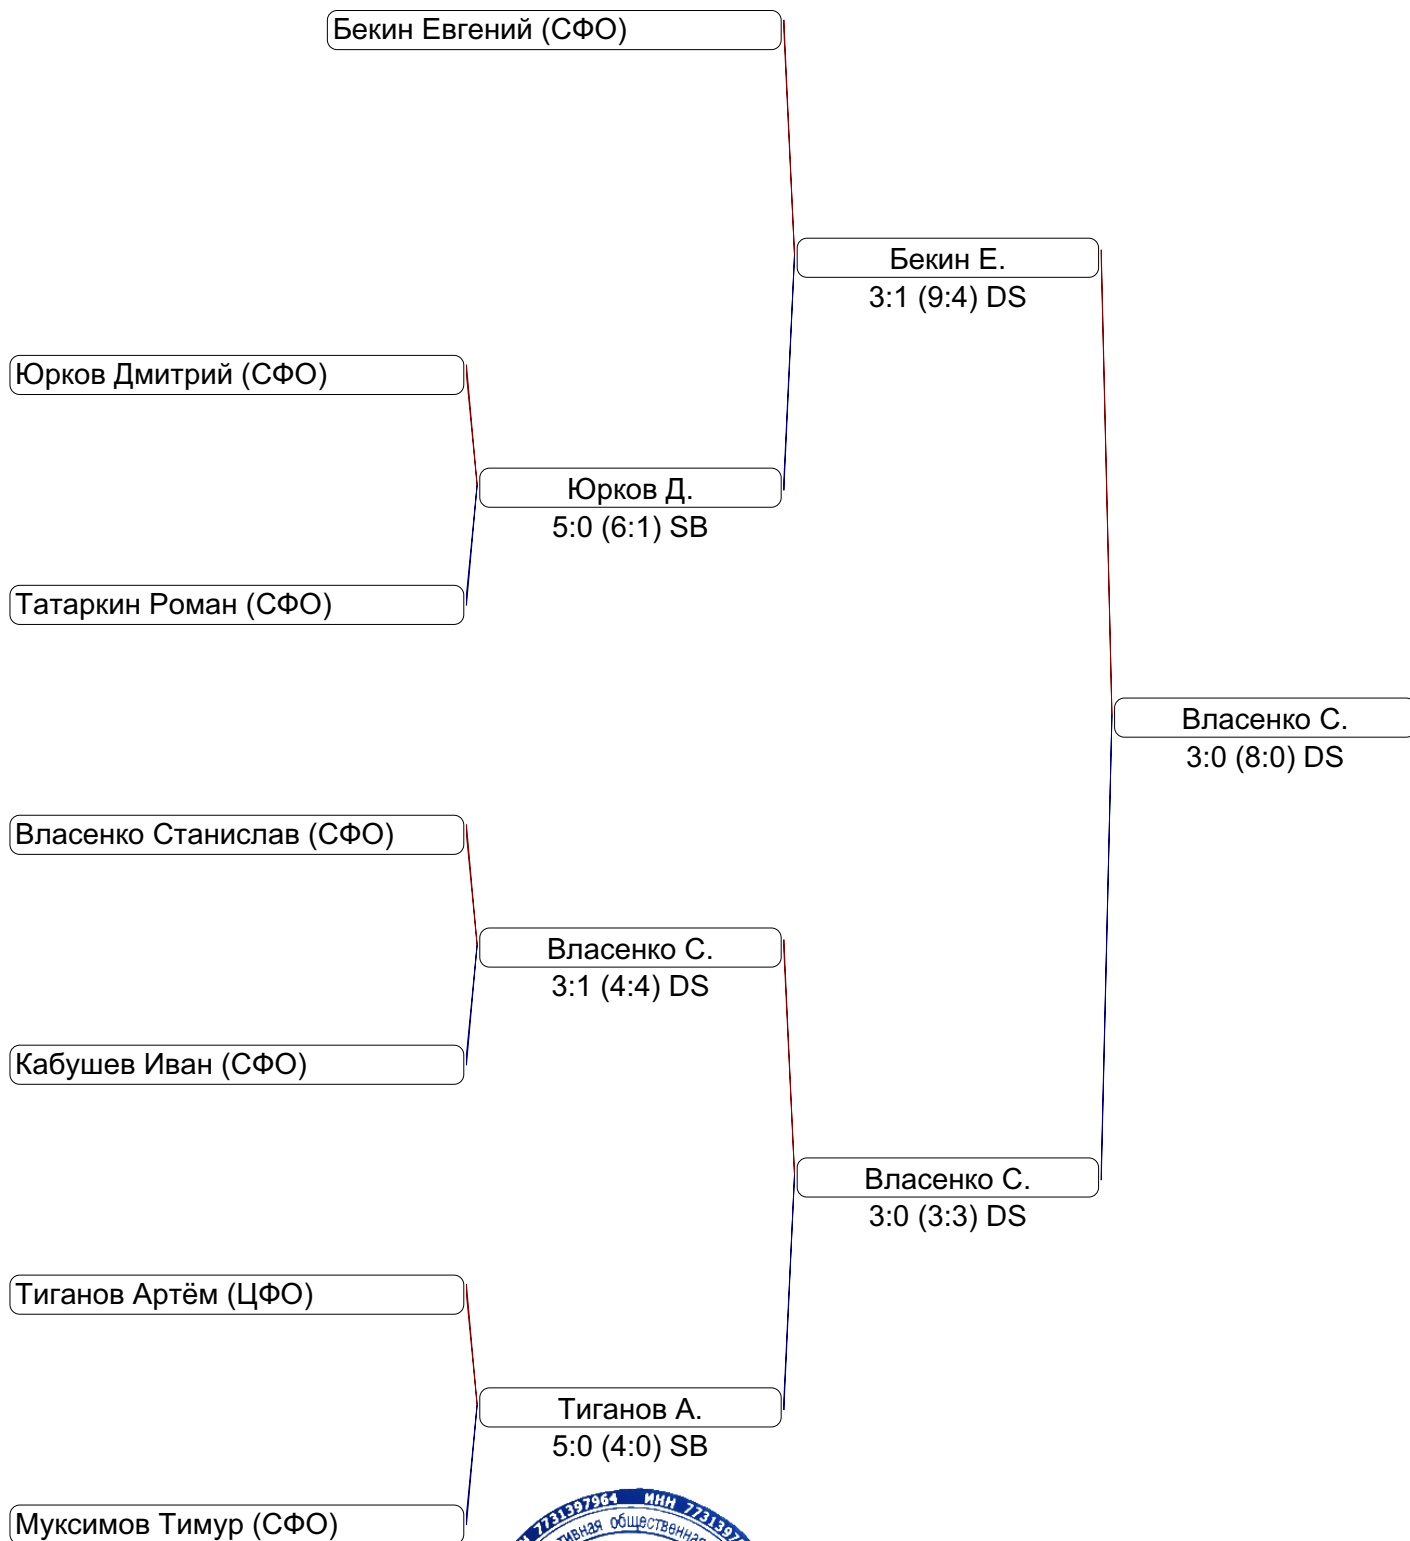 Бекин Евгений (СФО)
Бекин Е.
3:1 (9:4) DS
Юрков Дмитрий (СФО)
Юрков Д.
5:0 (6:1) SB
Татаркин Роман (СФО)
Власенко С.
3:0 (8:0) DS
Власенко Станислав (СФО)
Власенко С.
3:1 (4:4) DS
Кабушев Иван (СФО)
Власенко С.
3:0 (3:3) DS
Тиганов Артём (ЦФО)
Тиганов А.
5:0 (4:0) SB
Муксимов Тимур (СФО)
7731397964 ИНН
общественная